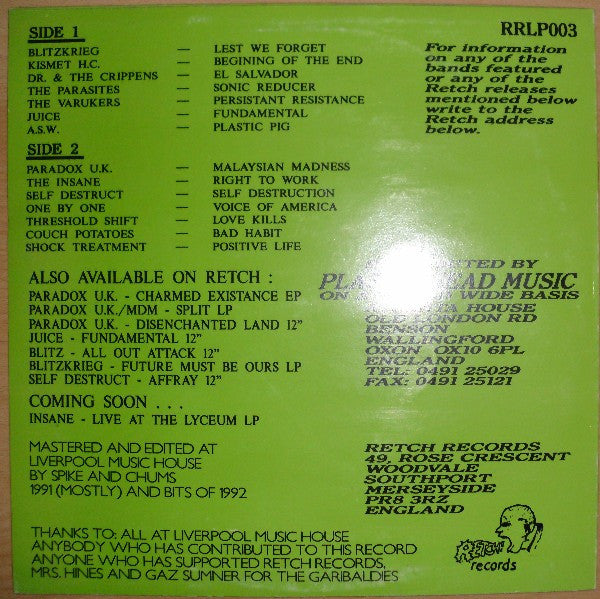 SIDE 1
BLITZKRIEG — LEST WE FORGET
KISMET H.C. — BEGINING OF THE END
DR. & THE CRIPPENS — EL SALVADOR
THE PARASITES — SONIC REDUCER
THE VARUKERS — PERSISTANT RESISTANCE
JUICE — FUNDAMENTAL
A.S.W. — PLASTIC PIG
SIDE 2
PARADOX U.K. — MALAYSIAN MADNESS
THE INSANE — RIGHT TO WORK
SELF DESTRUCT — SELF DESTRUCTION
ONE BY ONE — VOICE OF AMERICA
THRESHOLD SHIFT — LOVE KILLS
COUCH POTATOES — BAD HABIT
SHOCK TREATMENT — POSITIVE LIFE
RRLP003
For information
on any of the
bands featured
or any of the
Retch releases
mentioned below
write to the
Retch address
below.
ALSO AVAILABLE ON RETCH :
PARADOX U.K. - CHARMED EXISTANCE EP
PARADOX U.K./MDM - SPLIT LP
PARADOX U.K. - DISENCHANTED LAND 12"
JUICE - FUNDAMENTAL 12"
BLITZ - ALL OUT ATTACK 12"
BLITZKRIEG - FUTURE MUST BE OURS LP
SELF DESTRUCT - AFFRAY 12"
COMING SOON . . .
INSANE - LIVE AT THE LYCEUM LP
BY
MUSIC
ON WIDE BASIS
HOUSE
OLD LONDON RD
BENSON
WALLINGFORD
OXON OX10 6PL
ENGLAND
TEL: 0491 25029
FAX: 0491 25121
MASTERED AND EDITED AT
LIVERPOOL MUSIC HOUSE
BY SPIKE AND CHUMS
1991 (MOSTLY) AND BITS OF 1992
RETCH RECORDS
49, ROSE CRESCENT
WOODVALE
SOUTHPORT
MERSEYSIDE
PR8 3RZ
ENGLAND
THANKS TO: ALL AT LIVERPOOL MUSIC HOUSE
ANYBODY WHO HAS CONTRIBUTED TO THIS RECORD
ANYONE WHO HAS SUPPORTED RETCH RECORDS,
MRS. HINES AND GAZ SUMNER FOR THE GARIBALDIES
RETCH
records